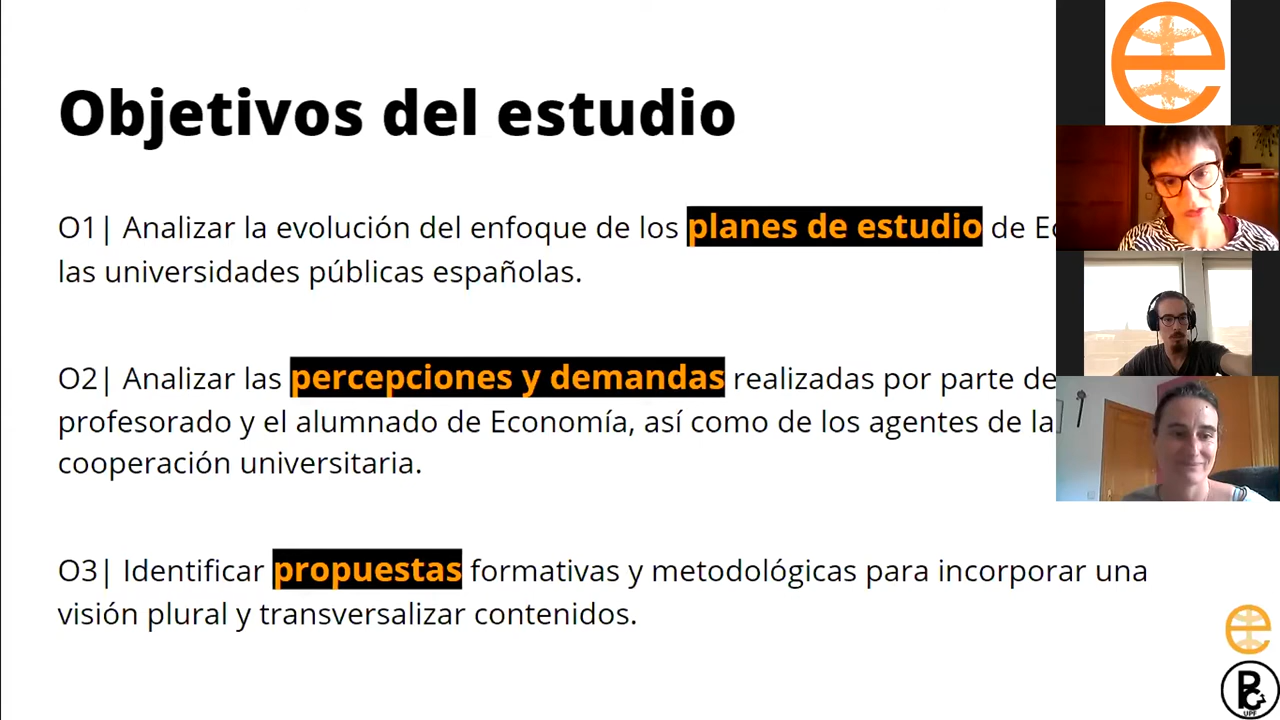 Objetivos del estudio
O1| Analizar la evolución del enfoque de los planes de estudio de
las universidades públicas españolas.
O2| Analizar las percepciones y demandas realizadas por parte de
profesorado y el alumnado de Economía, así como de los agentes de la
cooperación universitaria.
O3| Identificar propuestas formativas y metodológicas para incorporar una
visión plural y transversalizar contenidos.
UPF